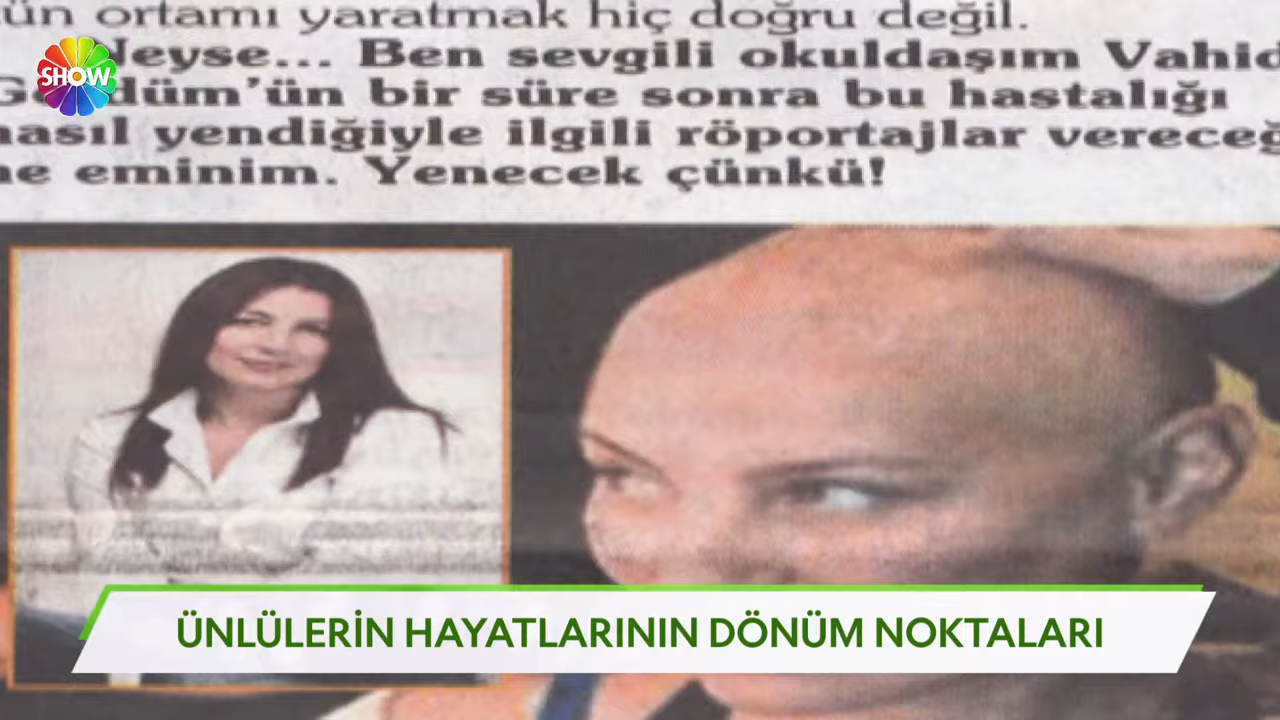 ün ortamı yaratmak hiç doğru değil.
Neyse... Ben sevgili okuldaşım Vahid
SHOW
düm'ün bir süre sonra bu hastalığı
nasıl yendiğiyle ilgili röportajlar vereceğ
ne eminim. Yenecek çünkü!
ÜNLÜLERİN HAYATLARININ DÖNÜM NOKTALARI